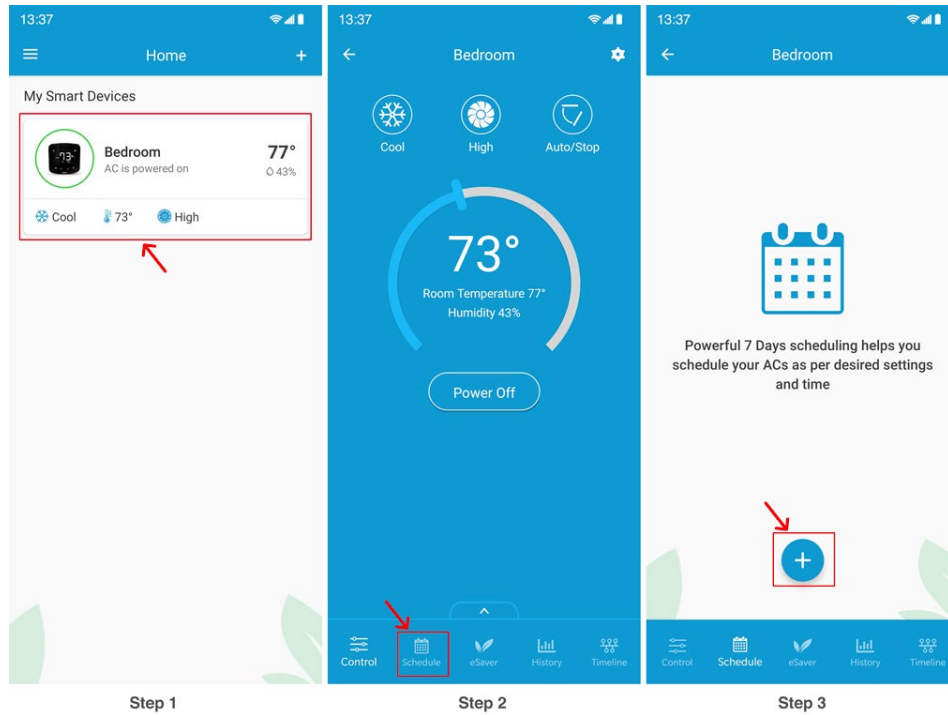 13:37
Home
+
My Smart Devices
-73-
Bedroom
77°
AC is powered on
43%
Cool
73°
High
Step 1
13:37
Bedroom
Cool
High
Auto/Stop
73°
Room Temperature 77°
Humidity 43%
Power Off
Control
Schedule
eSaver
History
Timeline
Step 2
13:37
Bedroom
Powerful 7 Days scheduling helps you
schedule your ACs as per desired settings
and time
+
Control
Schedule
eSaver
History
Timeline
Step 3